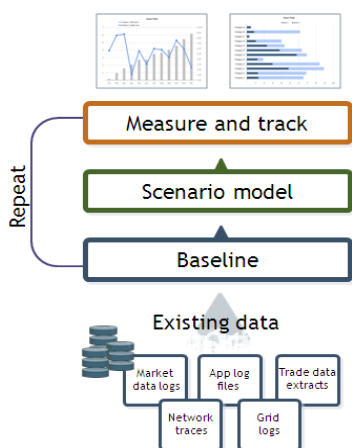 Measure and track
Repeat
Scenario model
Baseline
Existing data
Market
data logs
App log
files
Trade data
extracts
Network
traces
Grid
logs